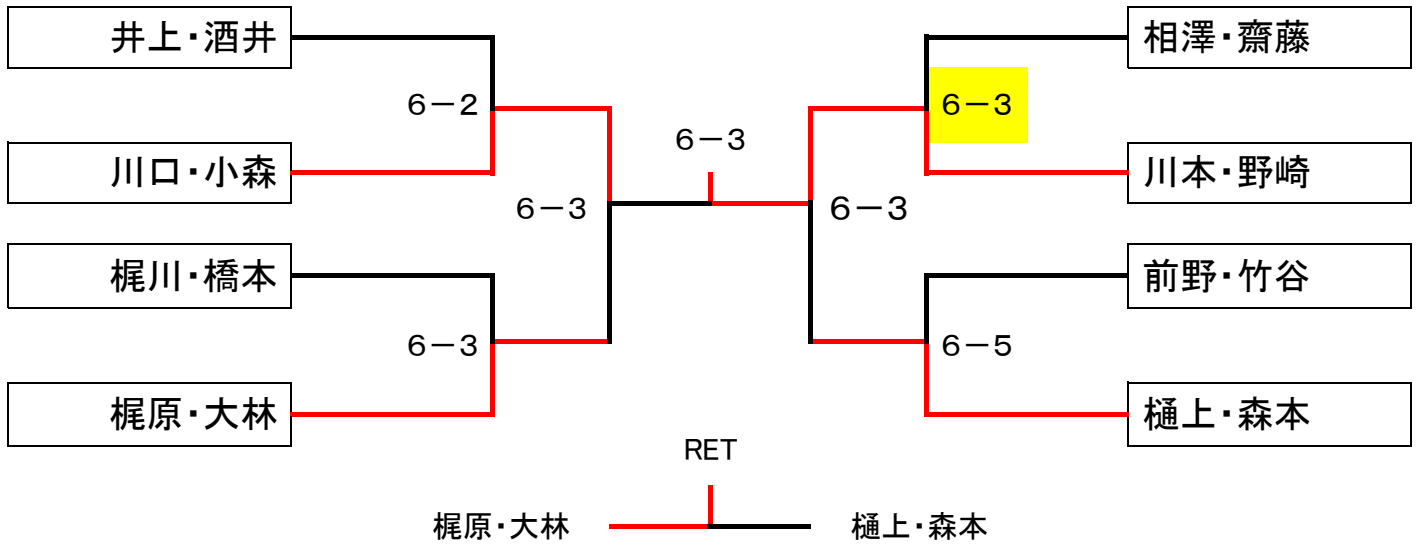 井上・酒井
相澤・齋藤
6－2
6－3
6－3
川口・小森
川本・野崎
6－3
6－3
梶川・橋本
前野・竹谷
6－3
6－5
梶原・大林
樋上・森本
RET
梶原・大林
樋上・森本